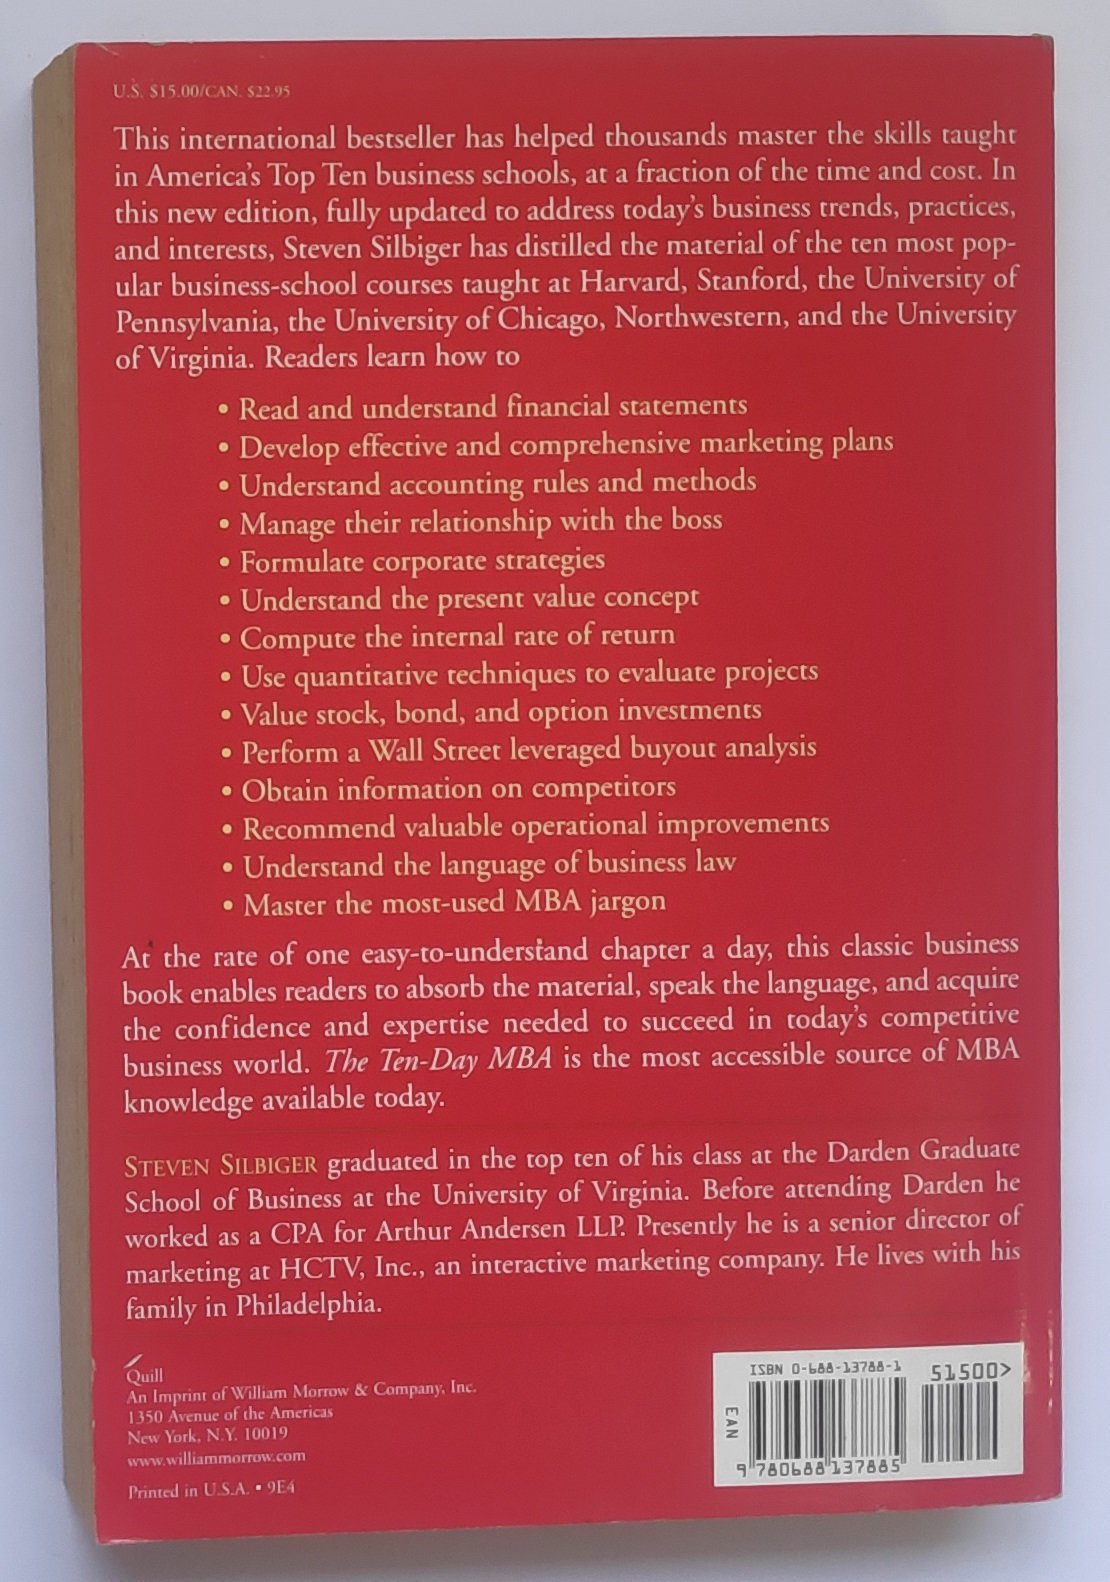 U.S. $15.00/CAN. $22.95
This international bestseller has helped thousands master the skills taught
in America's Top Ten business schools, at a fraction of the time and cost. In
this new edition, fully updated to address today's business trends, practices,
and interests, Steven Silbiger has distilled the material of the ten most pop-
ular business-school courses taught at Harvard, Stanford, the University of
Pennsylvania, the University of Chicago, Northwestern, and the University
of Virginia. Readers learn how to
• Read and understand financial statements
• Develop effective and comprehensive marketing plans
• Understand accounting rules and methods
• Manage their relationship with the boss
• Formulate corporate strategies
• Understand the present value concept
• Compute the internal rate of return
• Use quantitative techniques to evaluate projects
• Value stock, bond, and option investments
• Perform a Wall Street leveraged buyout analysis
• Obtain information on competitors
• Recommend valuable operational improvements
• Understand the language of business law
• Master the most-used MBA jargon
At the rate of one easy-to-understand chapter a day, this classic business
book enables readers to absorb the material, speak the language, and acquire
the confidence and expertise needed to succeed in today's competitive
business world. The Ten-Day MBA is the most accessible source of MBA
knowledge available today.
STEVEN SILBIGER graduated in the top ten of his class at the Darden Graduate
School of Business at the University of Virginia. Before attending Darden he
worked as a CPA for Arthur Andersen LLP. Presently he is a senior director of
marketing at HCTV, Inc., an interactive marketing company. He lives with his
family in Philadelphia.
Quill
An Imprint of William Morrow & Company, Inc.
1350 Avenue of the Americas
New York, N.Y. 10019
www.williammorrow.com
Printed in U.S.A. • 9E4
ISBN 0-688-13788-1
51500>
EAN
9 780688 137885